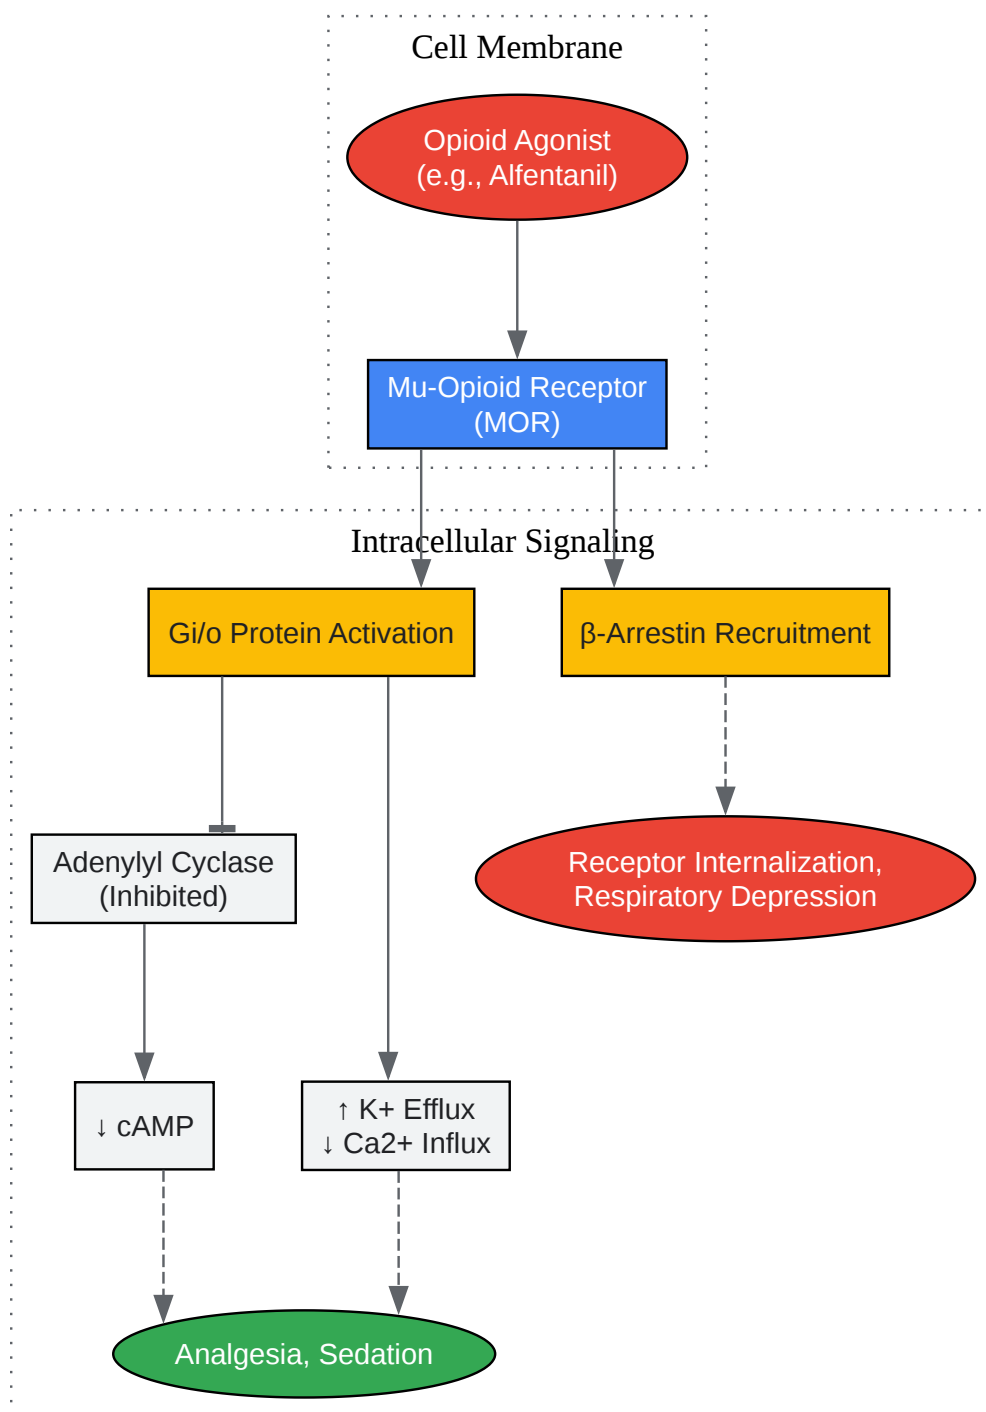 Cell Membrane
Opioid Agonist
(e.g., Alfentanil)
Mu-Opioid Receptor
(MOR)
Intracellular Signaling
Gi/o Protein Activation
β-Arrestin Recruitment
Adenylyl Cyclase
(Inhibited)
Receptor Internalization,
Respiratory Depression
↓ cAMP
↑ K+ Efflux
↓ Ca2+ Influx
Analgesia, Sedation